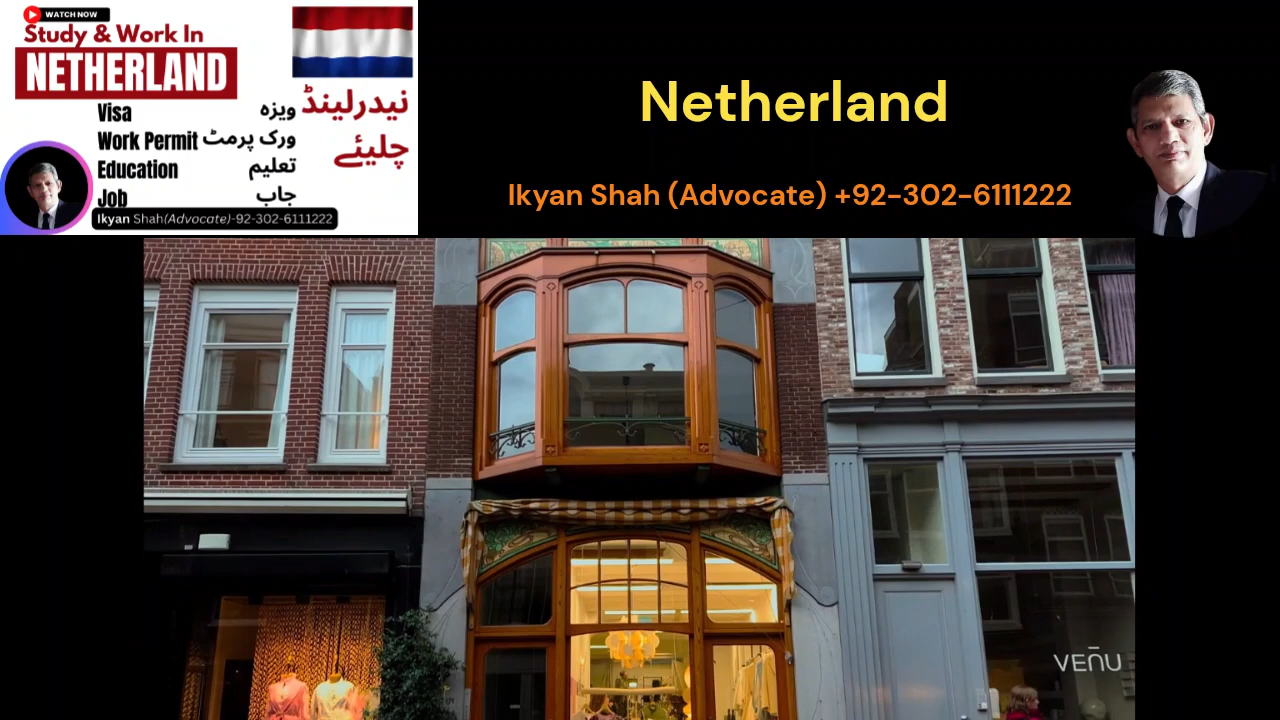 WATCH NOW
Study & Work In
NETHERLAND
Visa
Work Permit
Education
Job
نیدرلینڈ
چلیئے
ویزہ
ورک پرمٹ
تعلیم
جاب
Ikyan Shah(Advocate)-92-302-6111222
Netherland
Ikyan Shah (Advocate) +92-302-6111222
VENU